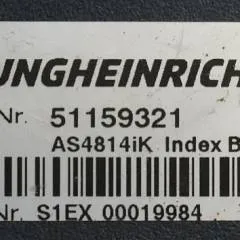 UNGHEINRICH
Nr. 51159321
AS4814iK Index B
Nr. S1EX 00019984